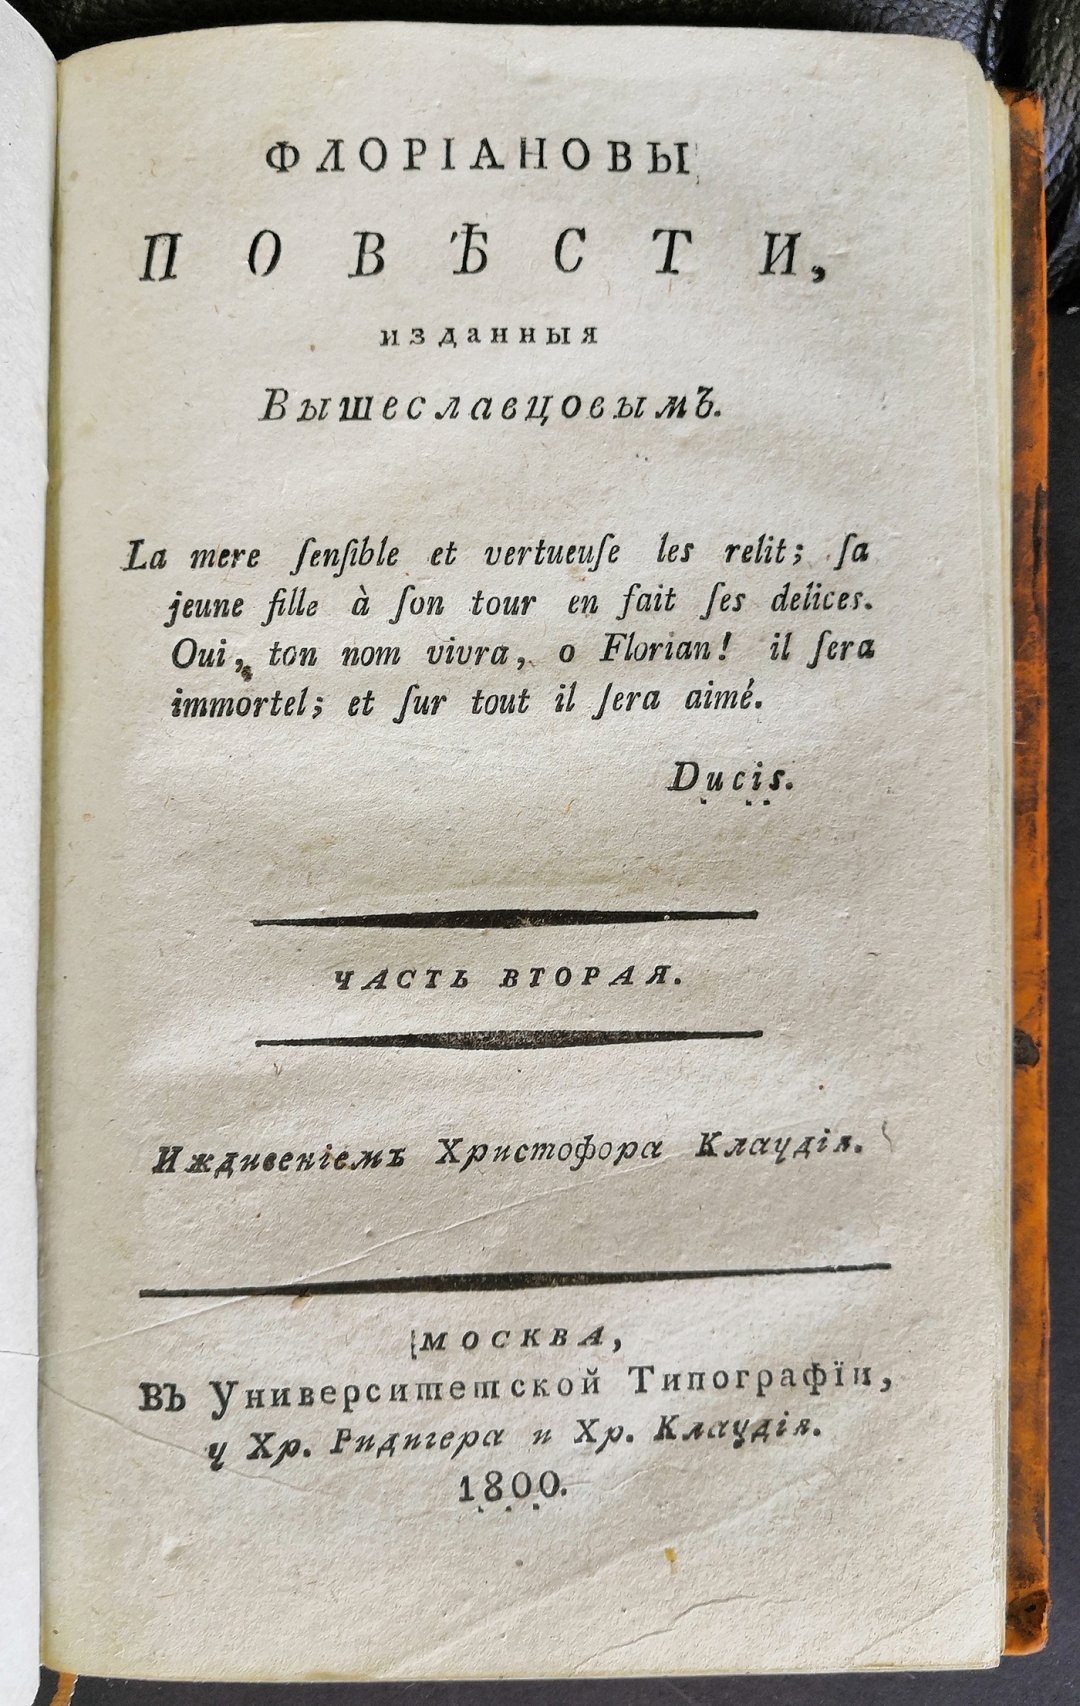 ФЛОРІАНОВЫ
ПОВѢСТИ,
изданныя
Вышеславцовымъ.
La mere ſenſible et vertueuſe les relit; ſa
jeune fille à ſon tour en fait ſes delices.
Oui, ton nom vivra, o Florian! il ſera
immortel; et ſur tout il ſera aimé.
Ducis.
ЧАСТЬ ВТОРАЯ.
Иждивеніемъ Христофора Клаудія.
МОСКВА,
Въ Университетской Типографїи,
у Хр. Ридигера и Хр. Клаудія.
1800.